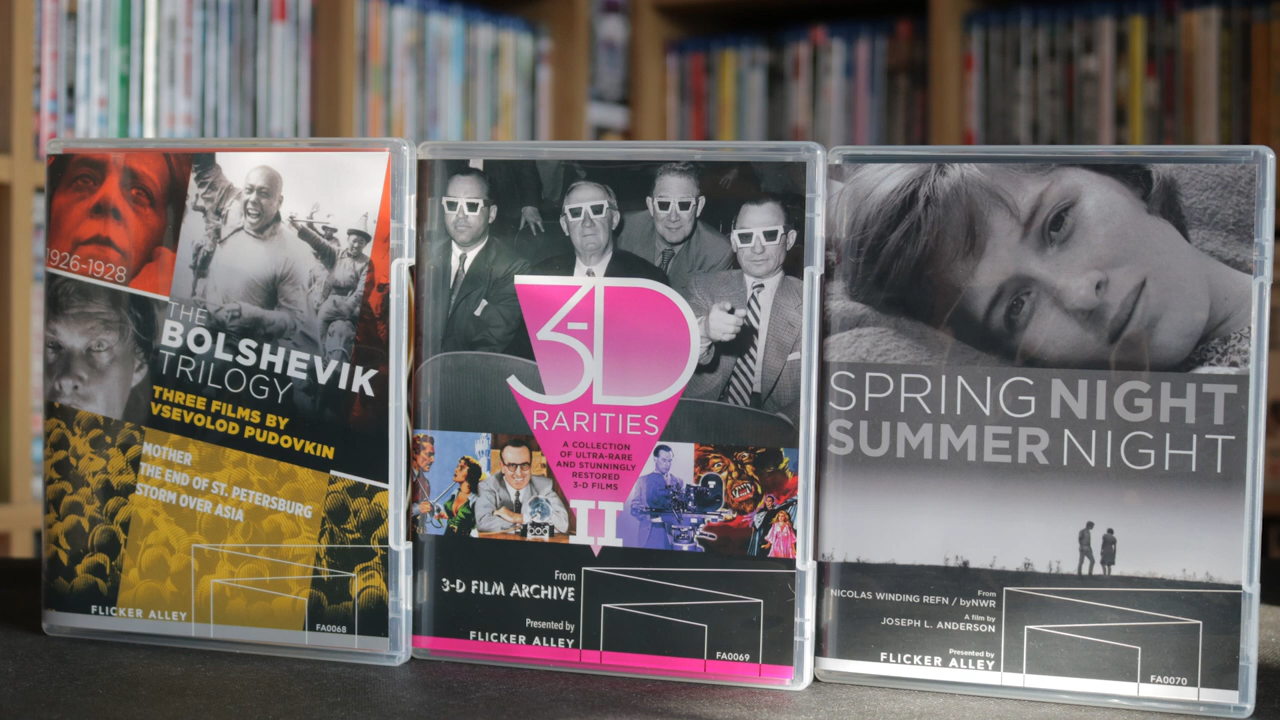 1926-1928
THE
BOLSHEVIK
TRILOGY
THREE FILMS BY
VSEVOLOD PUDOVKIN
MOTHER
THE END OF ST. PETERSBURG
STORM OVER ASIA
FLICKER ALLEY
FA0068
3-D
RARITIES
A COLLECTION
OF ULTRA-RARE
AND STUNNINGLY
RESTORED
3-D FILMS
II
From
3-D FILM ARCHIVE
Presented by
FLICKER ALLEY
FA0069
SPRING NIGHT
SUMMER NIGHT
From
NICOLAS WINDING REFN / byNWR
A film by
JOSEPH L. ANDERSON
Presented by
FLICKER ALLEY
FA0070